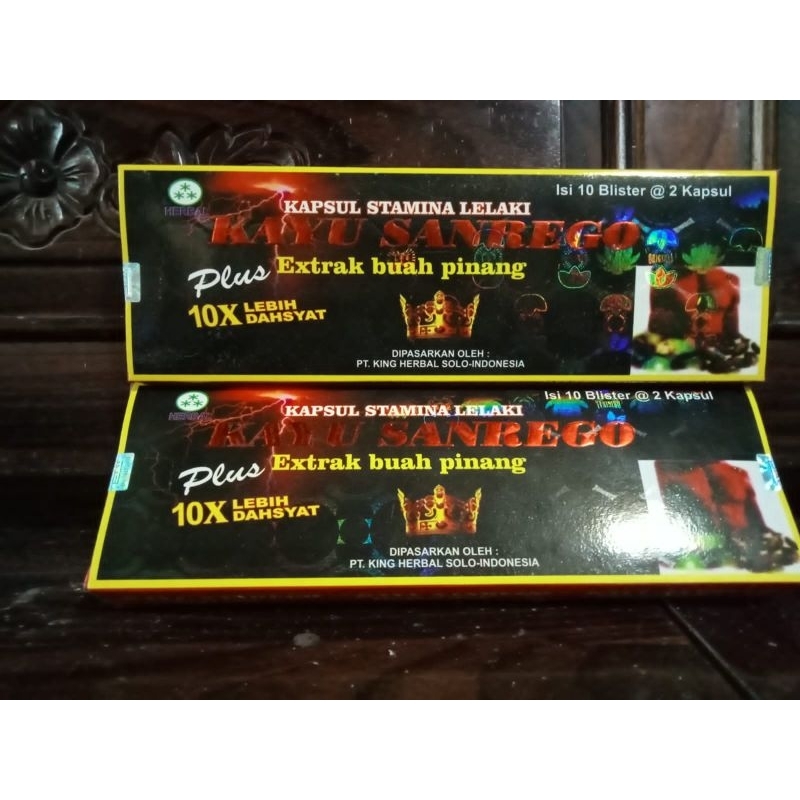 HERBAL
Isi 10 Blister @ 2 Kapsul
KAPSUL STAMINA LELAKI
KAYU SANREGO
Plus Extrak buah pinang
10X LEBIH
DAHSYAT
DIPASARKAN OLEH :
PT. KING HERBAL SOLO-INDONESIA
HERBAL
Isi 10 Blister @ 2 Kapsul
KAPSUL STAMINA LELAKI
KAYU SANREGO
Plus Extrak buah pinang
10X LEBIH
DAHSYAT
DIPASARKAN OLEH :
PT. KING HERBAL SOLO-INDONESIA